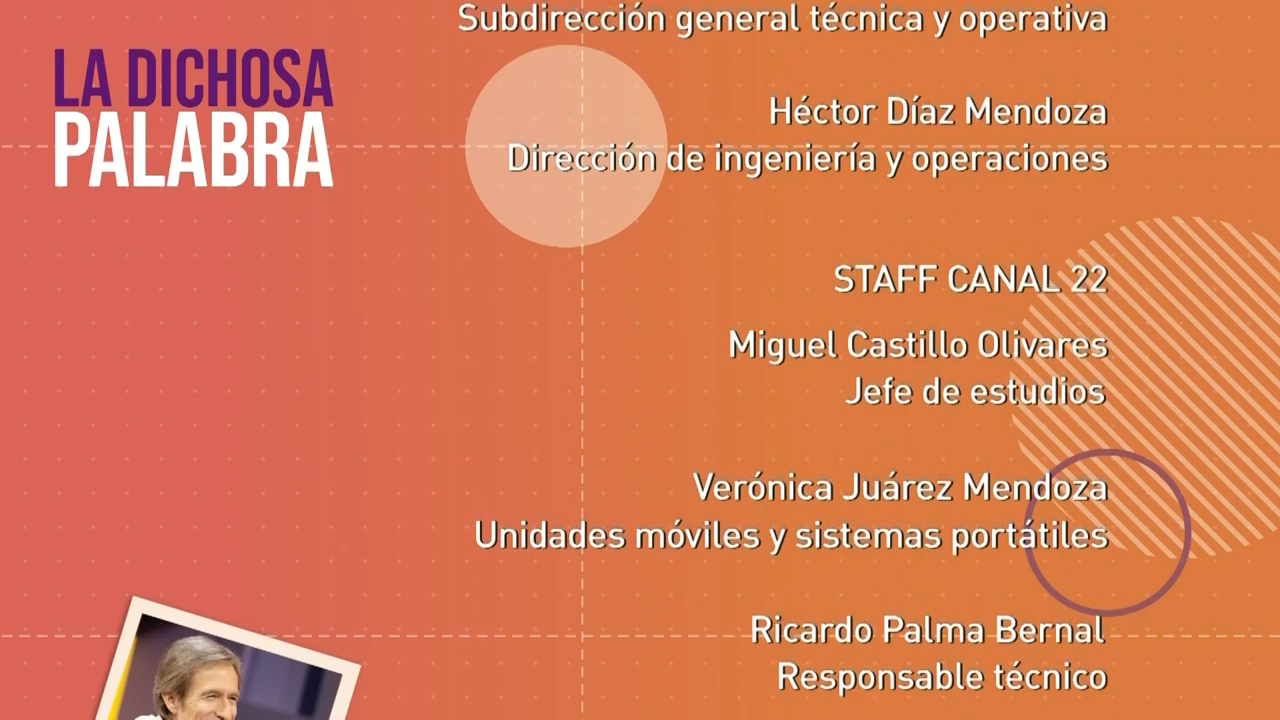 Subdirección general técnica y operativa
LA DICHOSA
PALABRA
Héctor Díaz Mendoza
Dirección de ingeniería y operaciones
STAFF CANAL 22
Miguel Castillo Olivares
Jefe de estudios
Verónica Juárez Mendoza
Unidades móviles y sistemas portátiles
Ricardo Palma Bernal
Responsable técnico